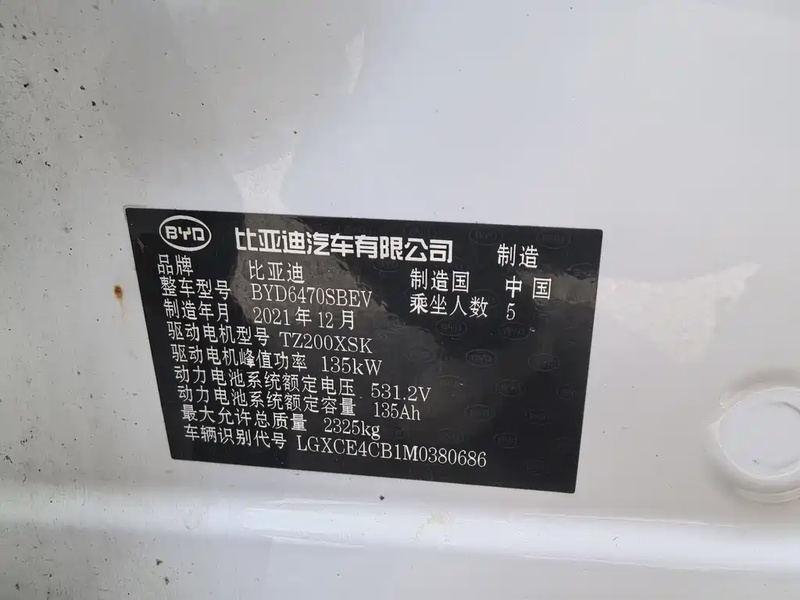 BYD 比亚迪汽车有限公司 制造
品牌 比亚迪 制造国 中国
整车型号 BYD6470SBEV 乘坐人数 5
制造年月 2021年12月
驱动电机型号 TZ200XSK
驱动电机峰值功率 135kW
动力电池系统额定电压 531.2V
动力电池系统额定容量 135Ah
最大允许总质量 2325kg
车辆识别代号 LGXCE4CB1M0380686